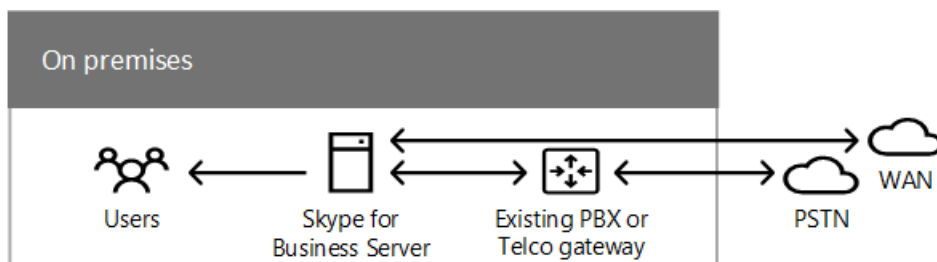 On premises
WAN
Users
Skype for
Business Server
Existing PBX or
Telco gateway
PSTN